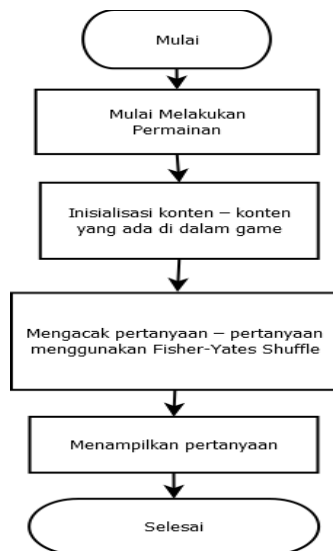 Mulai
Mulai Melakukan
Permainan
Inisialisasi konten – konten
yang ada di dalam game
Mengacak pertanyaan – pertanyaan
menggunakan Fisher-Yates Shuffle
Menampilkan pertanyaan
Selesai